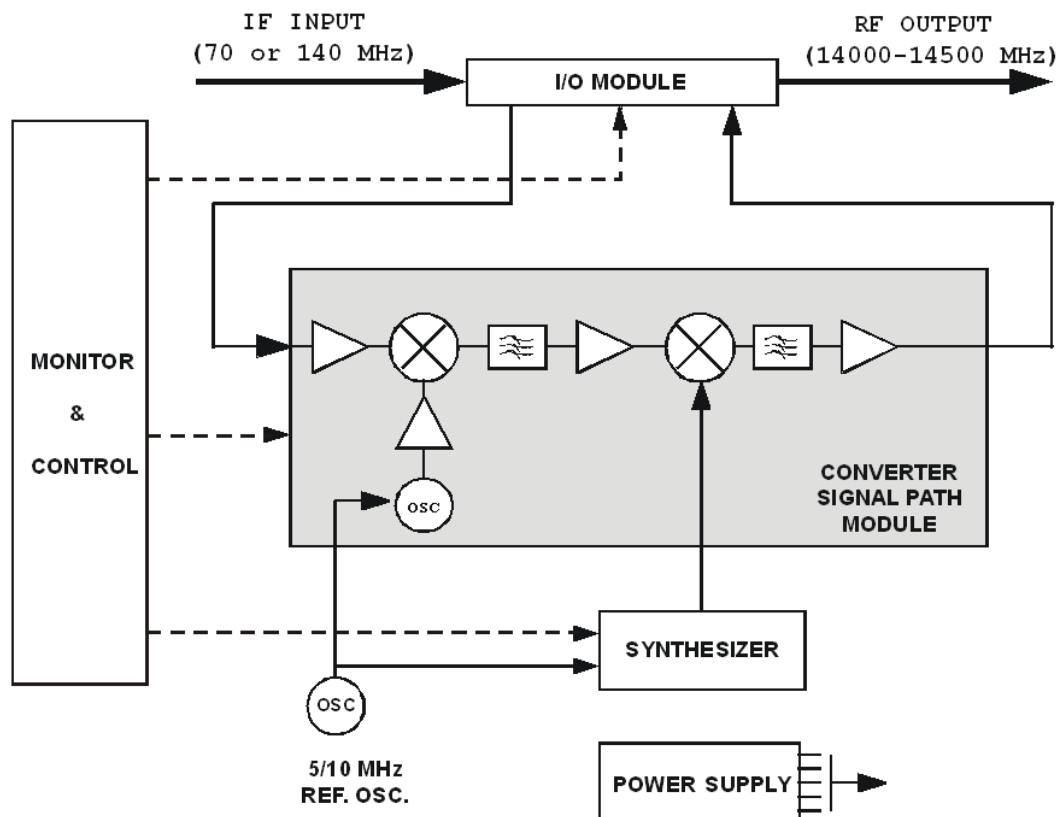 IF INPUT
(70 or 140 MHz)
RF OUTPUT
(14000-14500 MHz)
I/O MODULE
MONITOR
&
CONTROL
OSC
CONVERTER
SIGNAL PATH
MODULE
SYNTHESIZER
OSC
5/10 MHz
REF. OSC.
POWER SUPPLY